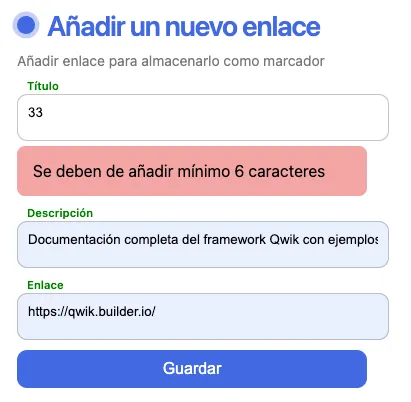 Añadir un nuevo enlace
Añadir enlace para almacenarlo como marcador
Título
33
Se deben de añadir mínimo 6 caracteres
Descripción
Documentación completa del framework Qwik con ejemplos
Enlace
https://qwik.builder.io/
Guardar